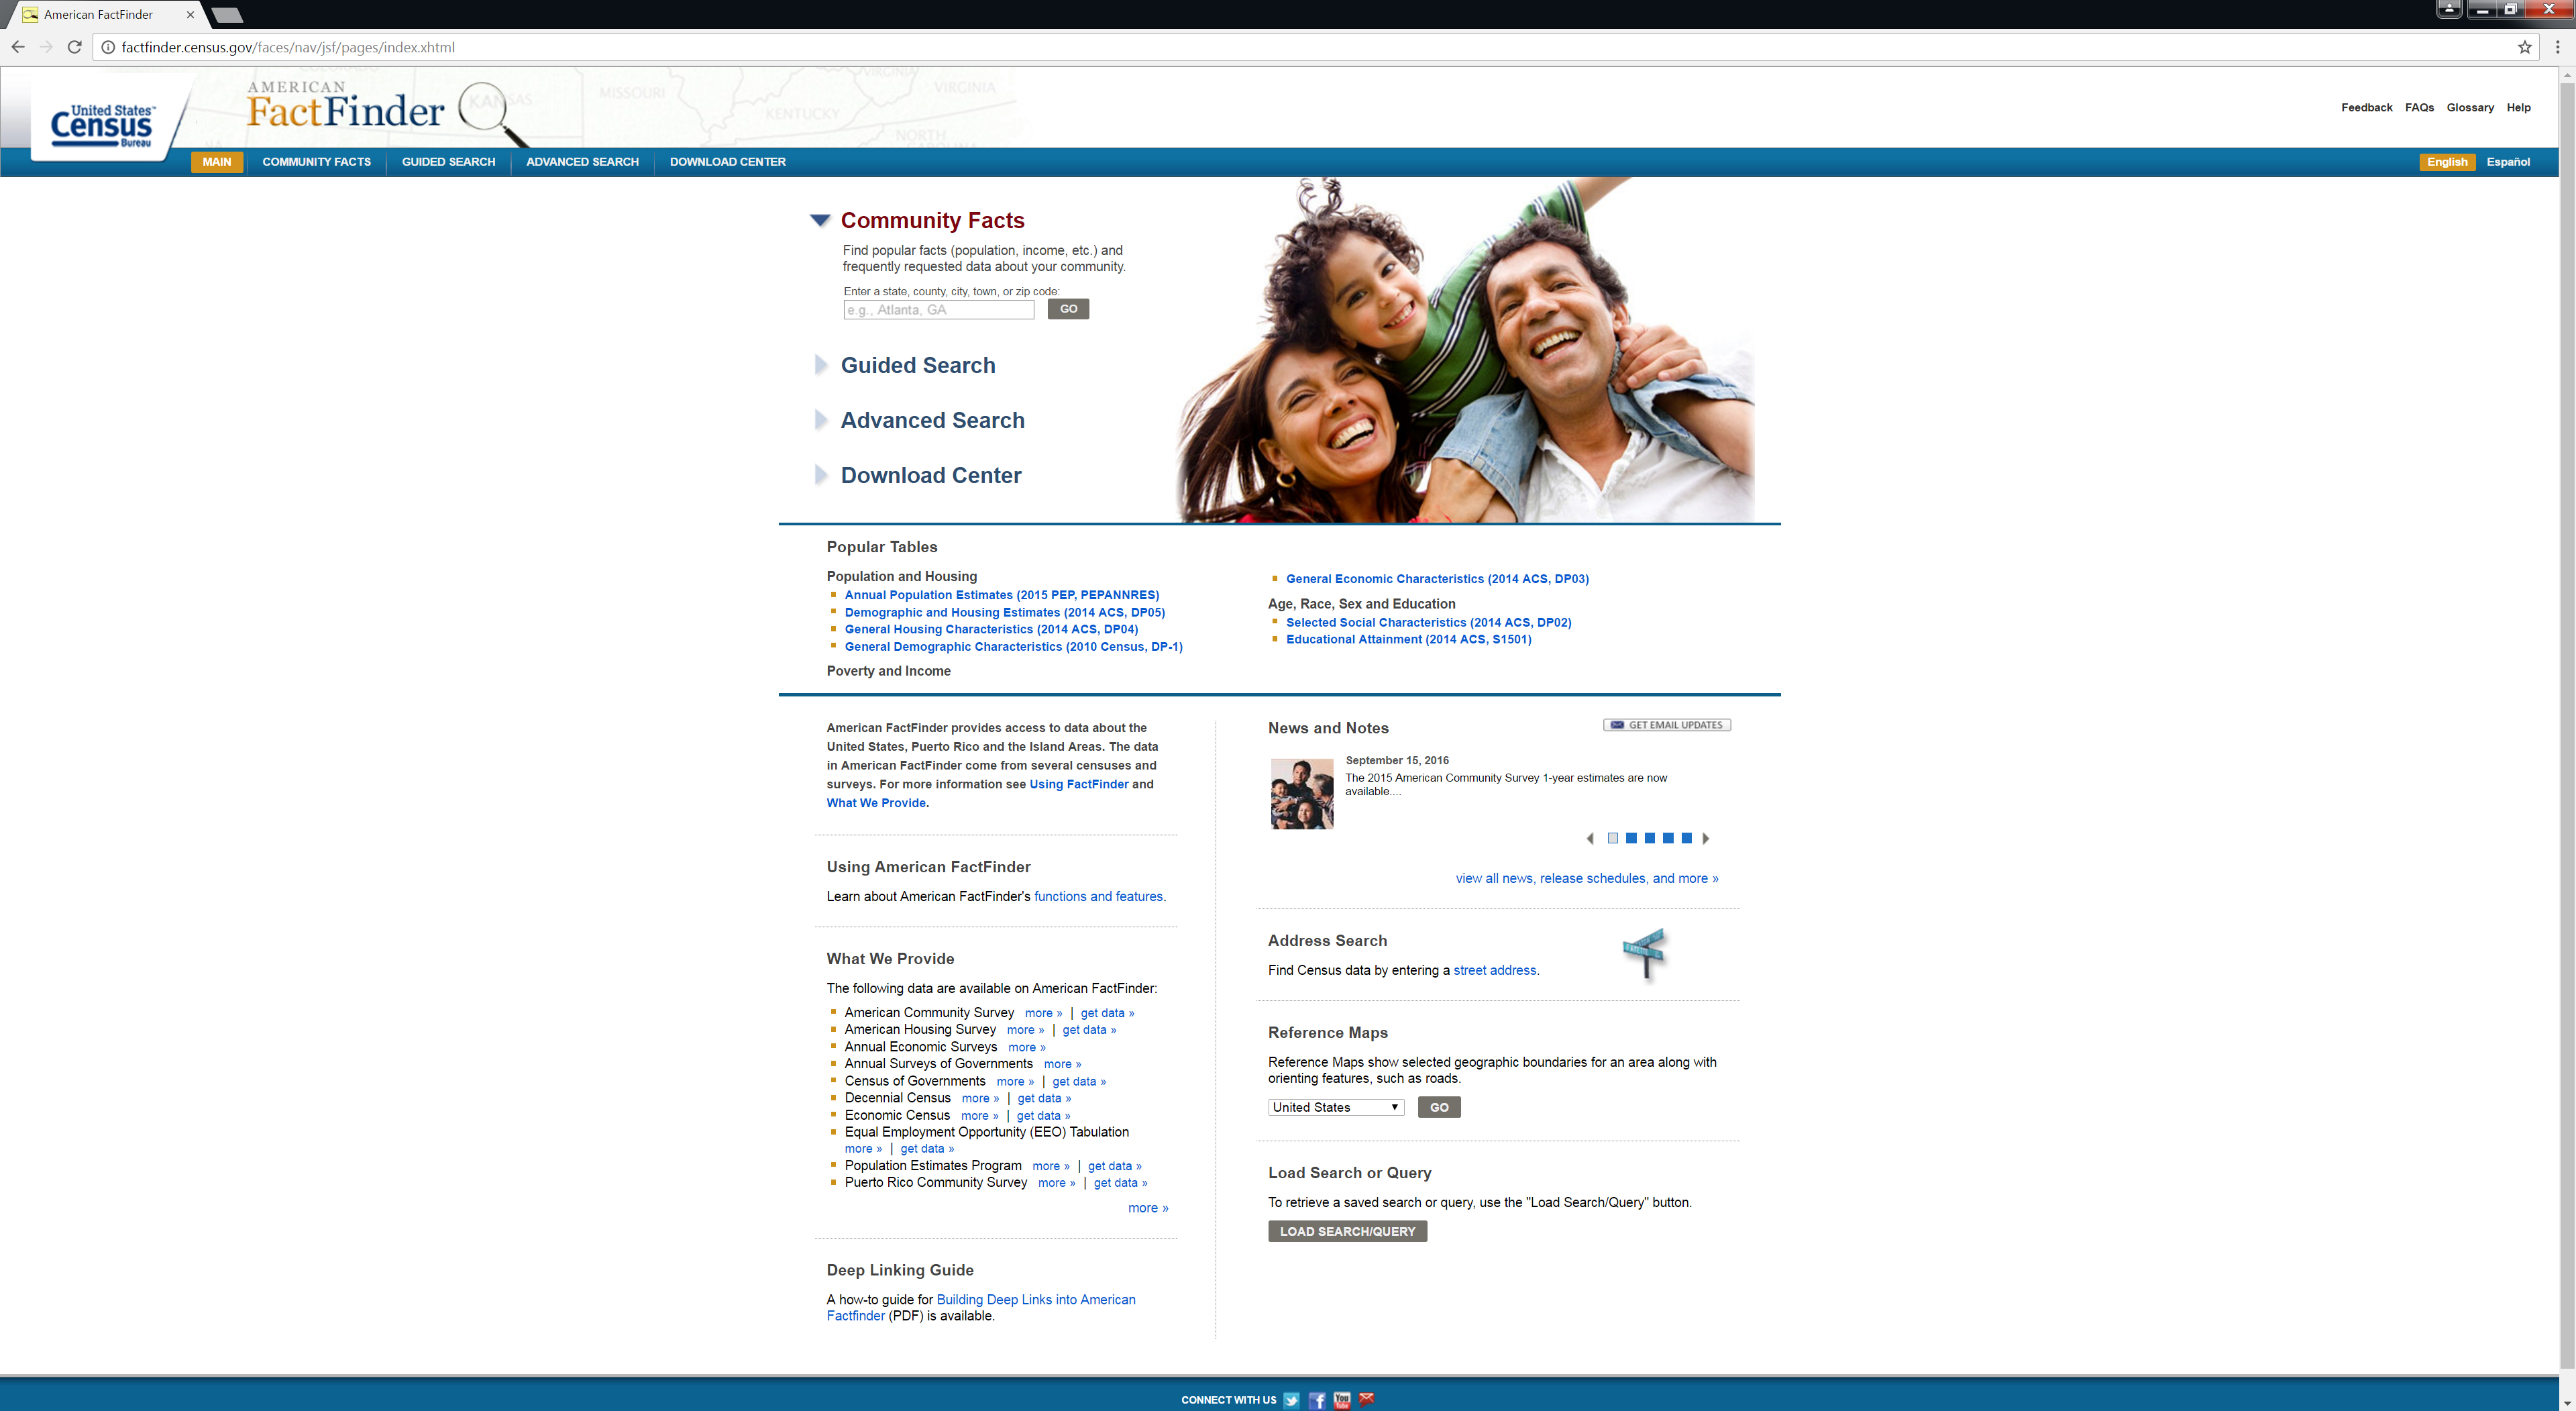 American FactFinder
factfinder.census.gov/faces/nav/jsf/pages/index.xhtml
United States™
Census
Bureau
AMERICAN
FactFinder
KANSAS
MISSOURI
KENTUCKY
VIRGINIA
VIRGINIA
NORTH
Feedback FAQs Glossary Help
MAIN COMMUNITY FACTS GUIDED SEARCH ADVANCED SEARCH DOWNLOAD CENTER
English Español
Community Facts
Find popular facts (population, income, etc.) and
frequently requested data about your community.
Enter a state, county, city, town, or zip code:
e.g., Atlanta, GA GO
Guided Search
Advanced Search
Download Center
Popular Tables
Population and Housing
Annual Population Estimates (2015 PEP, PEPANNRES)
Demographic and Housing Estimates (2014 ACS, DP05)
General Housing Characteristics (2014 ACS, DP04)
General Demographic Characteristics (2010 Census, DP-1)
Poverty and Income
General Economic Characteristics (2014 ACS, DP03)
Age, Race, Sex and Education
Selected Social Characteristics (2014 ACS, DP02)
Educational Attainment (2014 ACS, S1501)
American FactFinder provides access to data about the
United States, Puerto Rico and the Island Areas. The data
in American FactFinder come from several censuses and
surveys. For more information see Using FactFinder and
What We Provide.
Using American FactFinder
Learn about American FactFinder's functions and features.
What We Provide
The following data are available on American FactFinder:
American Community Survey more » | get data »
American Housing Survey more » | get data »
Annual Economic Surveys more »
Annual Surveys of Governments more »
Census of Governments more » | get data »
Decennial Census more » | get data »
Economic Census more » | get data »
Equal Employment Opportunity (EEO) Tabulation
more » | get data »
Population Estimates Program more » | get data »
Puerto Rico Community Survey more » | get data »
more »
Deep Linking Guide
A how-to guide for Building Deep Links into American
Factfinder (PDF) is available.
News and Notes
GET EMAIL UPDATES
September 15, 2016
The 2015 American Community Survey 1-year estimates are now
available....
view all news, release schedules, and more »
Address Search
Find Census data by entering a street address.
Reference Maps
Reference Maps show selected geographic boundaries for an area along with
orienting features, such as roads.
United States GO
Load Search or Query
To retrieve a saved search or query, use the "Load Search/Query" button.
LOAD SEARCH/QUERY
CONNECT WITH US
You
Tube